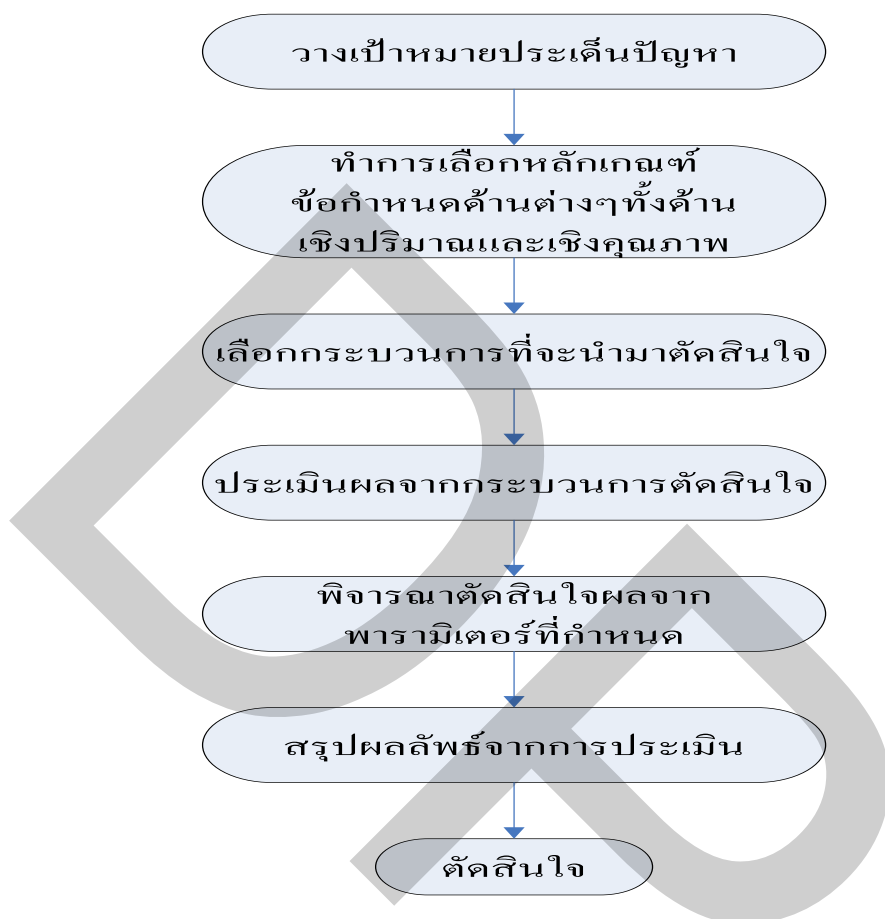 วางเป้าหมายประเด็นปัญหา
ทำการเลือกหลักเกณฑ์
ข้อกำหนดด้านต่างๆทั้งด้าน
เชิงปริมาณและเชิงคุณภาพ
เลือกกระบวนการที่จะนำมาตัดสินใจ
ประเมินผลจากกระบวนการตัดสินใจ
พิจารณาตัดสินใจผลจาก
พารามิเตอร์ที่กำหนด
สรุปผลลัพธ์จากการประเมิน
ตัดสินใจ